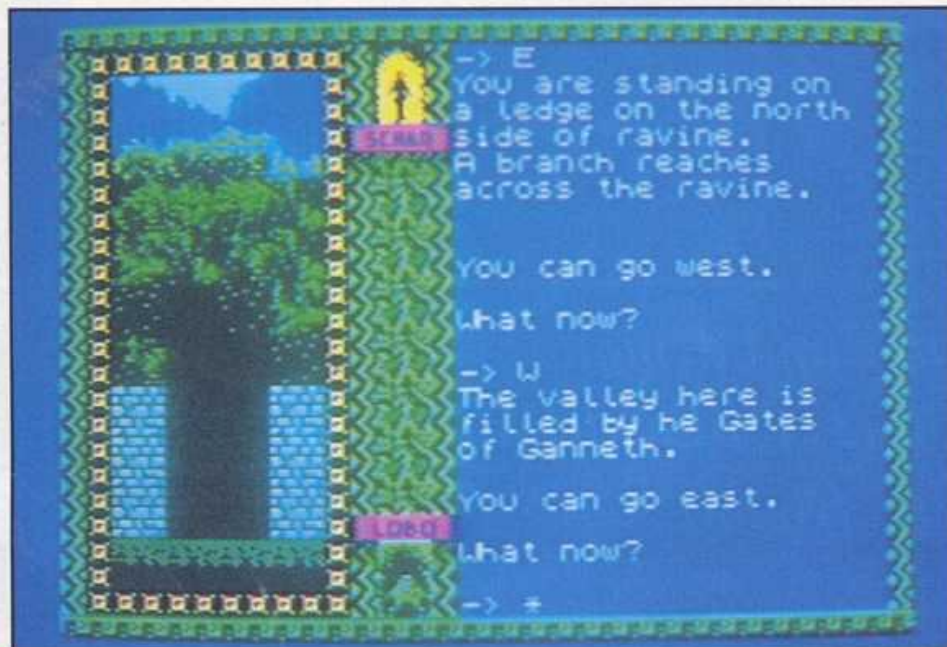 -> E
You are standing on
a ledge on the north
side of ravine.
A branch reaches
across the ravine.
You can go west.
What now?
-> W
The valley here is
filled by he Gates
of Ganneth.
You can go east.
What now?
-> *
LOBO